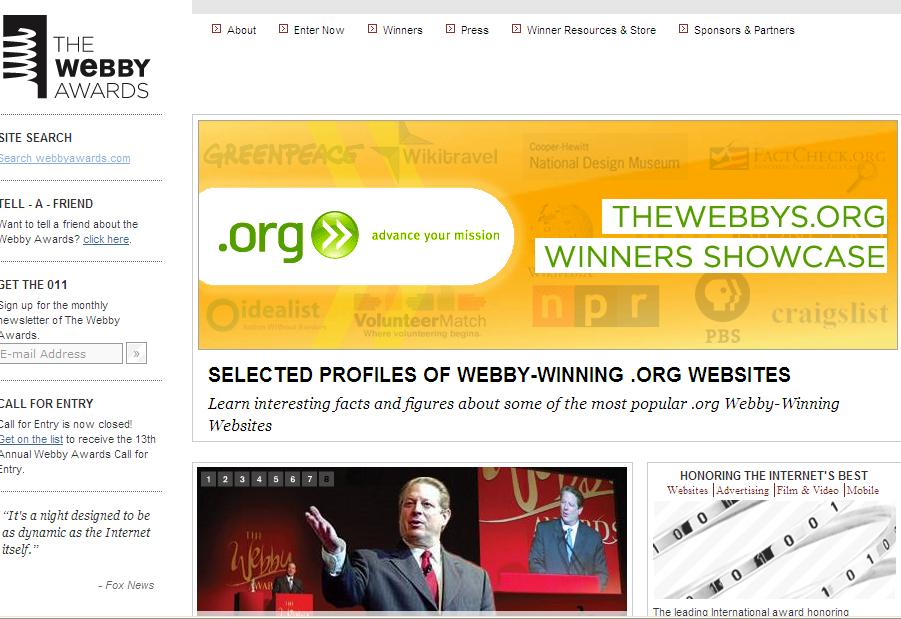 About
Enter Now
Winners
Press
Winner Resources & Store
Sponsors & Partners
THE
WEBBY
AWARDS
SITE SEARCH
Search webbyawards.com
TELL - A - FRIEND
Want to tell a friend about the
Webby Awards? click here.
GET THE 011
Sign up for the monthly
newsletter of The Webby
Awards.
E-mail Address
»
CALL FOR ENTRY
Call for Entry is now closed!
Get on the list to receive the 13th
Annual Webby Awards Call for
Entry.
“It's a night designed to be
as dynamic as the Internet
itself.”
- Fox News
GREENPEACE
Wikitravel
Cooper-Hewitt
National Design Museum
FACTCHECK.ORG
.org
advance your mission
THEWEBBYS.ORG
WINNERS SHOWCASE
WIKIPEDIA
idealist
Action Without Borders
VolunteerMatch
Where volunteering begins.
npr
PBS
craigslist
SELECTED PROFILES OF WEBBY-WINNING .ORG WEBSITES
Learn interesting facts and figures about some of the most popular .org Webby-Winning
Websites
1 2 3 4 5 6 7 8
THE
Webby
AWARDS
HONORING THE INTERNET'S BEST
Websites | Advertising | Film & Video | Mobile
The leading International award honoring